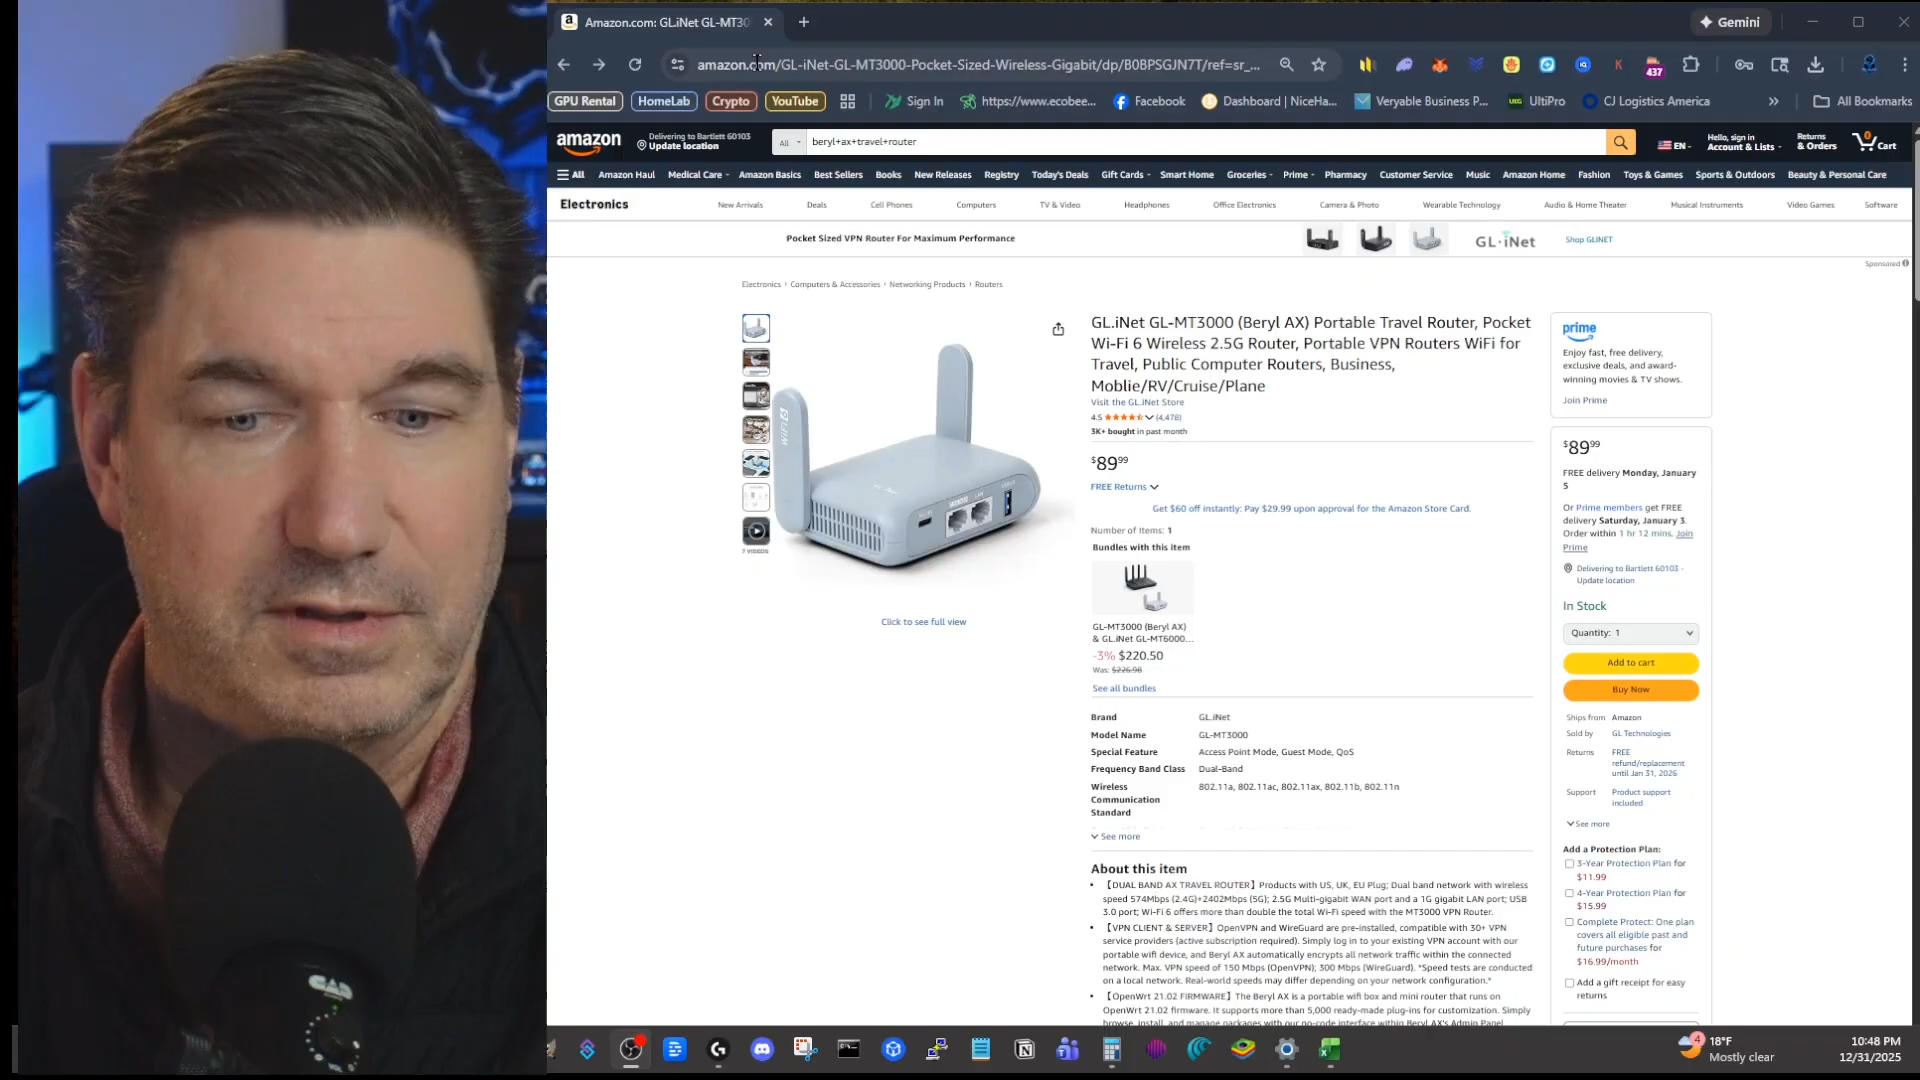 Amazon.com: GL.iNet GL-MT30
Gemini
amazon.com/GL-iNet-GL-MT3000-Pocket-Sized-Wireless-Gigabit/dp/B0BPSGJN7T/ref=sr_...
437
GPU Rental
HomeLab
Crypto
YouTube
Sign In
https://www.ecobee...
Facebook
Dashboard | NiceHa...
Veryable Business P...
UltiPro
CJ Logistics America
All Bookmarks
amazon
Delivering to Bartlett 60103
Update location
All
beryl+ax+travel+router
EN
Hello, sign in
Account & Lists
Returns
& Orders
0
Cart
All
Amazon Haul
Medical Care
Amazon Basics
Best Sellers
Books
New Releases
Registry
Today's Deals
Gift Cards
Smart Home
Groceries
Prime
Pharmacy
Customer Service
Music
Amazon Home
Fashion
Toys & Games
Sports & Outdoors
Beauty & Personal Care
Electronics
New Arrivals
Deals
Cell Phones
Computers
TV & Video
Headphones
Office Electronics
Camera & Photo
Wearable Technology
Audio & Home Theater
Musical Instruments
Video Games
Software
Pocket Sized VPN Router For Maximum Performance
GL·iNet
Shop GLINET
Sponsored
Electronics › Computers & Accessories › Networking Products › Routers
7 VIDEOS
Click to see full view
GL.iNet GL-MT3000 (Beryl AX) Portable Travel Router, Pocket
Wi-Fi 6 Wireless 2.5G Router, Portable VPN Routers WiFi for
Travel, Public Computer Routers, Business,
Moblie/RV/Cruise/Plane
Visit the GL.iNet Store
4.5 (4,478)
3K+ bought in past month
$89 99
FREE Returns
Get $60 off instantly: Pay $29.99 upon approval for the Amazon Store Card.
Number of Items: 1
Bundles with this item
GL-MT3000 (Beryl AX)
& GL.iNet GL-MT6000...
-3% $220.50
Was: $226.98
See all bundles
Brand GL.iNet
Model Name GL-MT3000
Special Feature Access Point Mode, Guest Mode, QoS
Frequency Band Class Dual-Band
Wireless 802.11a, 802.11ac, 802.11ax, 802.11b, 802.11n
Communication
Standard
See more
About this item
• 【DUAL BAND AX TRAVEL ROUTER】Products with US, UK, EU Plug; Dual band network with wireless
speed 574Mbps (2.4G)+2402Mbps (5G); 2.5G Multi-gigabit WAN port and a 1G gigabit LAN port; USB
3.0 port; Wi-Fi 6 offers more than double the total Wi-Fi speed with the MT3000 VPN Router.
• 【VPN CLIENT & SERVER】OpenVPN and WireGuard are pre-installed, compatible with 30+ VPN
service providers (active subscription required). Simply log in to your existing VPN account with our
portable wifi device, and Beryl AX automatically encrypts all network traffic within the connected
network. Max. VPN speed of 150 Mbps (OpenVPN); 300 Mbps (WireGuard). *Speed tests are conducted
on a local network. Real-world speeds may differ depending on your network configuration.*
• 【OpenWrt 21.02 FIRMWARE】The Beryl AX is a portable wifi box and mini router that runs on
OpenWrt 21.02 firmware. It supports more than 5,000 ready-made plug-ins for customization. Simply
browse, install, and manage packages with our no-code interface within Beryl AX's Admin Panel
prime
Enjoy fast, free delivery,
exclusive deals, and award-
winning movies & TV shows.
Join Prime
$89 99
FREE delivery Monday, January
5
Or Prime members get FREE
delivery Saturday, January 3.
Order within 1 hr 12 mins. Join
Prime
Delivering to Bartlett 60103 -
Update location
In Stock
Quantity: 1
Add to cart
Buy Now
Ships from Amazon
Sold by GL Technologies
Returns FREE
refund/replacement
until Jan 31, 2026
Support Product support
included
See more
Add a Protection Plan:
3-Year Protection Plan for
$11.99
4-Year Protection Plan for
$15.99
Complete Protect: One plan
covers all eligible past and
future purchases for
$16.99/month
Add a gift receipt for easy
returns
4
18°F
Mostly clear
10:48 PM
12/31/2025